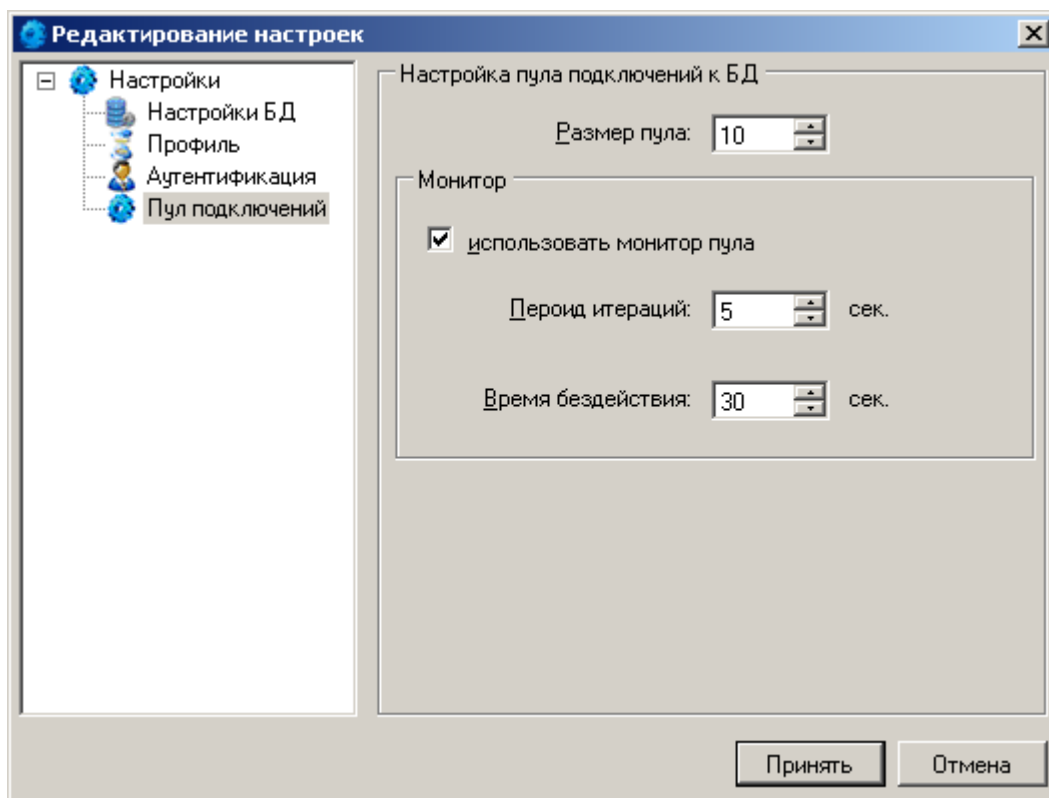 Редактирование настроек
Настройки
Настройки БД
Профиль
Аутентификация
Пул подключений
Настройка пула подключений к БД
Размер пула: 10
Монитор
использовать монитор пула
Пероид итераций: 5 сек.
Время бездействия: 30 сек.
Принять Отмена